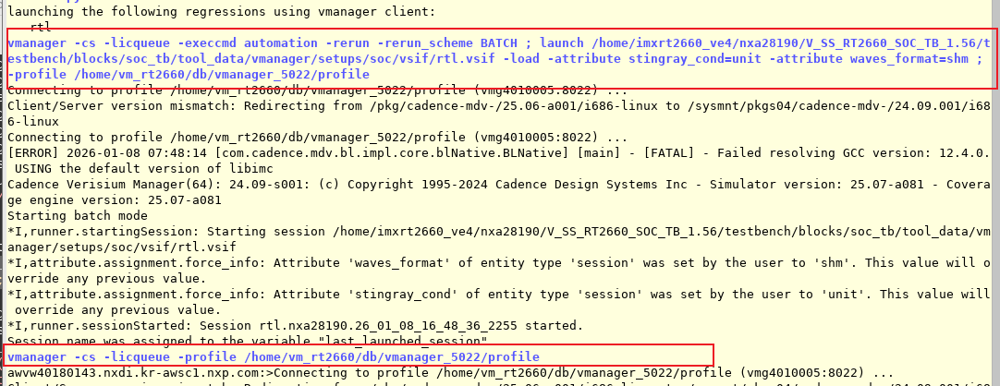 launching the following regressions using vmanager client:
rtl
vmanager -cs -licqueue -execcmd automation -rerun -rerun_scheme BATCH ; launch /home/imxrt2660_ve4/nxa28190/V_SS_RT2660_SOC_TB_1.56/t
estbench/blocks/soc_tb/tool_data/vmanager/setups/soc/vsif/rtl.vsif -load -attribute stingray_cond=unit -attribute waves_format=shm ;
-profile /home/vm_rt2660/db/vmanager_5022/profile
Connecting to profile /home/vm_rt2660/db/vmanager_5022/profile (vmg4010005:8022) ...
Client/Server version mismatch: Redirecting from /pkg/cadence-mdv-/25.06-a001/i686-linux to /sysmnt/pkgs04/cadence-mdv-/24.09.001/i68
6-linux
Connecting to profile /home/vm_rt2660/db/vmanager_5022/profile (vmg4010005:8022) ...
[ERROR] 2026-01-08 07:48:14 [com.cadence.mdv.bl.impl.core.blNative.BLNative] [main] - [FATAL] - Failed resolving GCC version: 12.4.0.
USING the default version of libimc
Cadence Verisium Manager(64): 24.09-s001: (c) Copyright 1995-2024 Cadence Design Systems Inc - Simulator version: 25.07-a081 - Covera
ge engine version: 25.07-a081
Starting batch mode
*I,runner.startingSession: Starting session /home/imxrt2660_ve4/nxa28190/V_SS_RT2660_SOC_TB_1.56/testbench/blocks/soc_tb/tool_data/vm
anager/setups/soc/vsif/rtl.vsif
*I,attribute.assignment.force_info: Attribute 'waves_format' of entity type 'session' was set by the user to 'shm'. This value will o
verride any previous value.
*I,attribute.assignment.force_info: Attribute 'stingray_cond' of entity type 'session' was set by the user to 'unit'. This value will
override any previous value.
*I,runner.sessionStarted: Session rtl.nxa28190.26_01_08_16_48_36_2255 started.
Session name was assigned to the variable "last_launched_session"
vmanager -cs -licqueue -profile /home/vm_rt2660/db/vmanager_5022/profile
awvw40180143.nxdi.kr-awsc1.nxp.com:>Connecting to profile /home/vm_rt2660/db/vmanager_5022/profile (vmg4010005:8022) ...